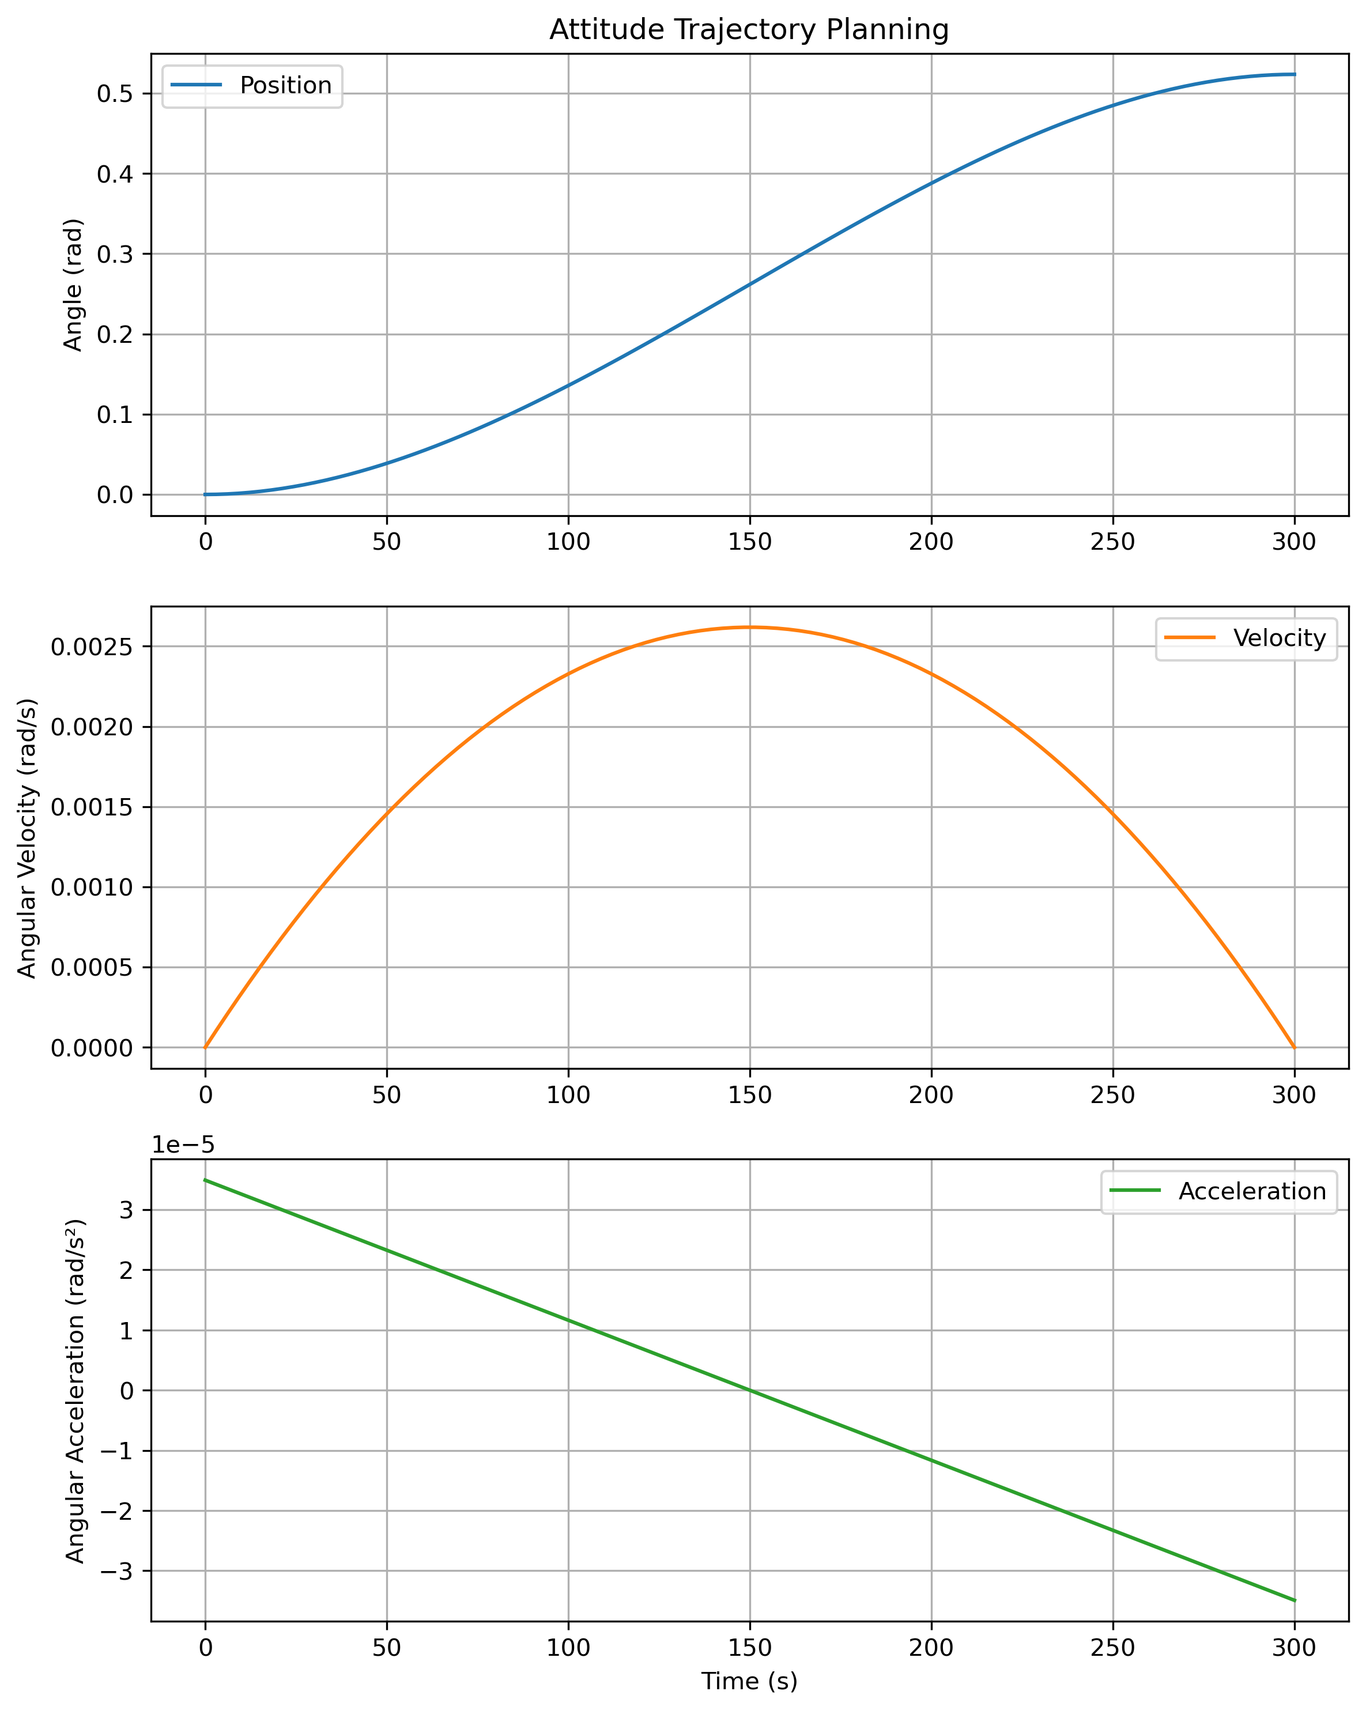 Attitude Trajectory Planning
Position
Angle (rad)
0.5
0.4
0.3
0.2
0.1
0.0
0 50 100 150 200 250 300
Velocity
Angular Velocity (rad/s)
0.0025
0.0020
0.0015
0.0010
0.0005
0.0000
0 50 100 150 200 250 300
1e−5
Acceleration
Angular Acceleration (rad/s²)
3
2
1
0
−1
−2
−3
0 50 100 150 200 250 300
Time (s)